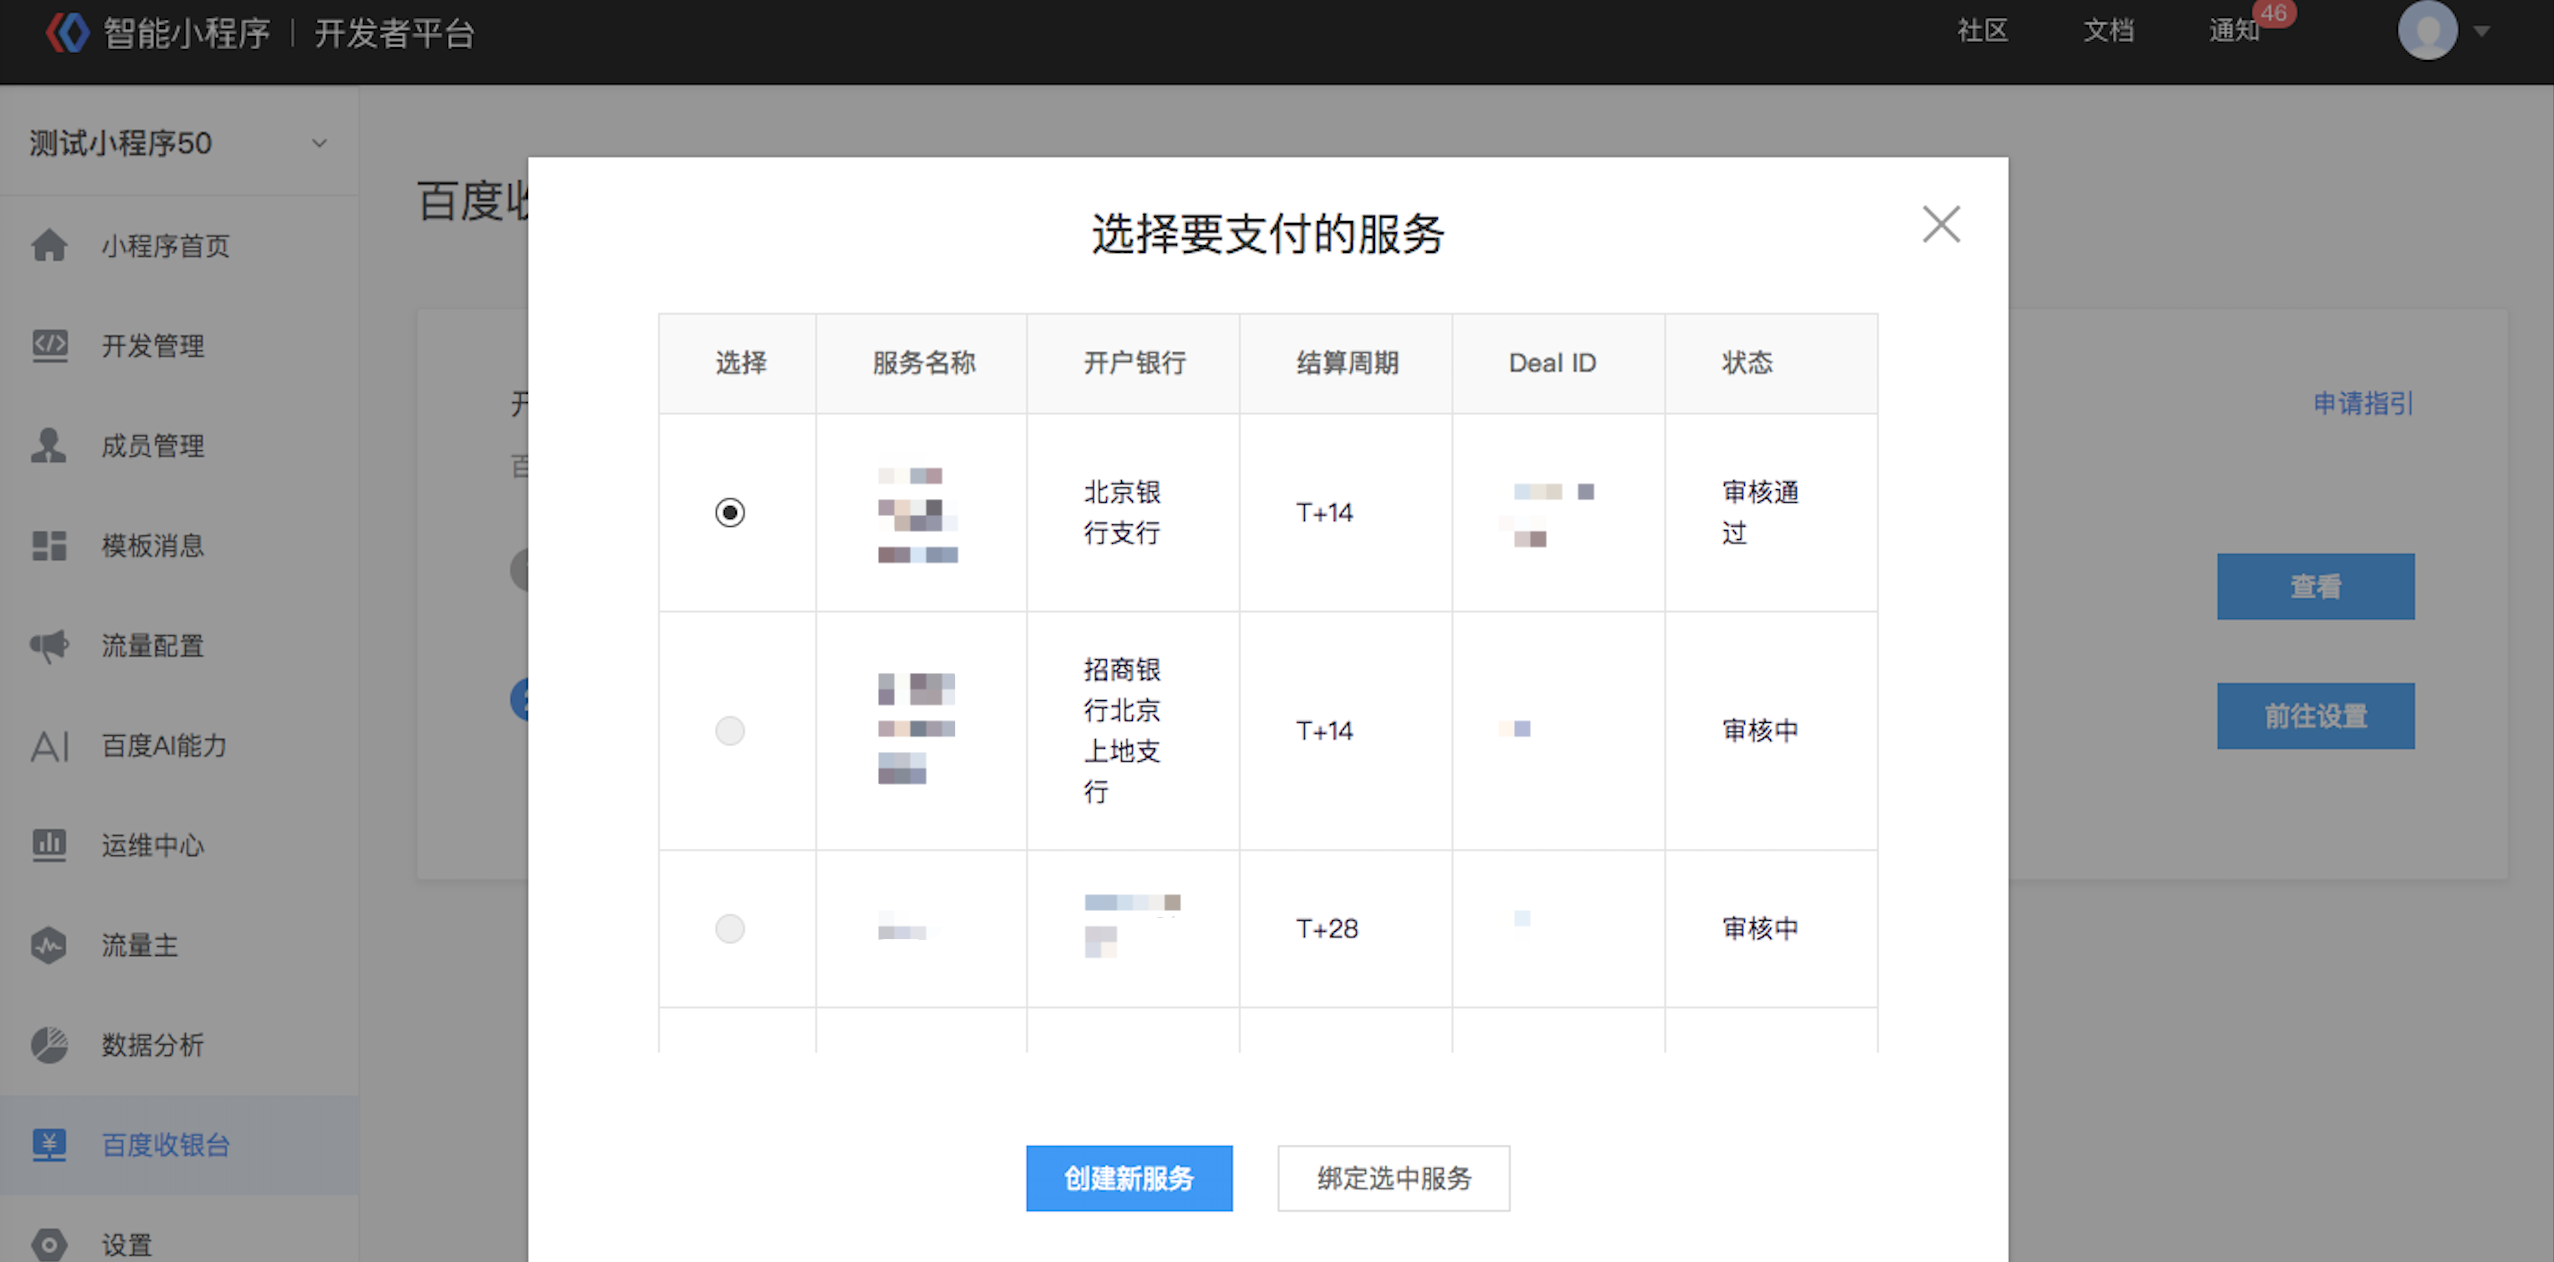 智能小程序 | 开发者平台
社区
文档
通知
46
测试小程序50
小程序首页
开发管理
成员管理
模板消息
流量配置
AI 百度AI能力
运维中心
流量主
数据分析
¥ 百度收银台
设置
百度收
申请指引
查看
前往设置
选择要支付的服务
选择 服务名称 开户银行 结算周期 Deal ID 状态
北京银
行支行
T+14
审核通
过
招商银
行北京
上地支
行
T+14
审核中
T+28
审核中
创建新服务
绑定选中服务